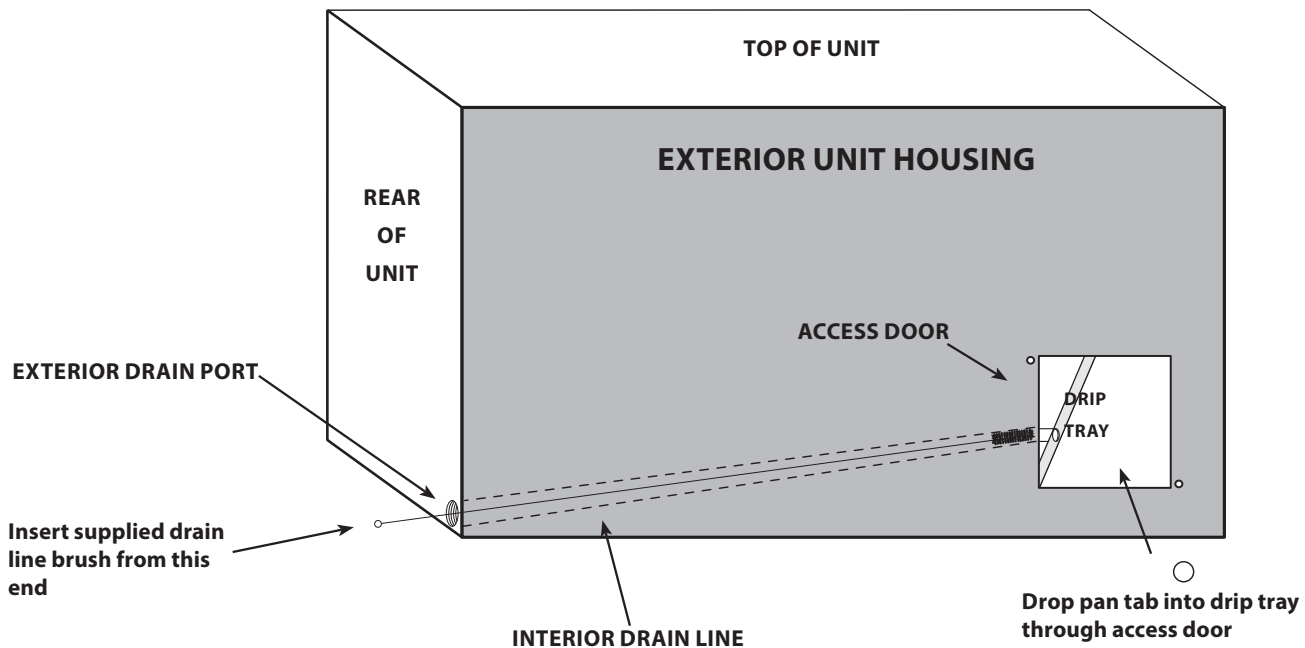 TOP OF UNIT
EXTERIOR UNIT HOUSING
REAR
OF
UNIT
ACCESS DOOR
EXTERIOR DRAIN PORT
DRIP
TRAY
Insert supplied drain
line brush from this
end
Drop pan tab into drip tray
through access door
INTERIOR DRAIN LINE